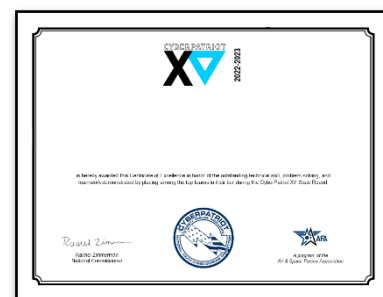 CYBERPATRIOT
XV
2022-2023
is hereby awarded this Certificate of Excellence in honor of the outstanding technical skill, problem solving, and
teamwork demonstrated by placing among the top teams in their tier during the CyberPatriot XV State Round
Rachel Zimmerman
National Commissioner
CYBERPATRIOT
AFA
A program of the
Air & Space Forces Association